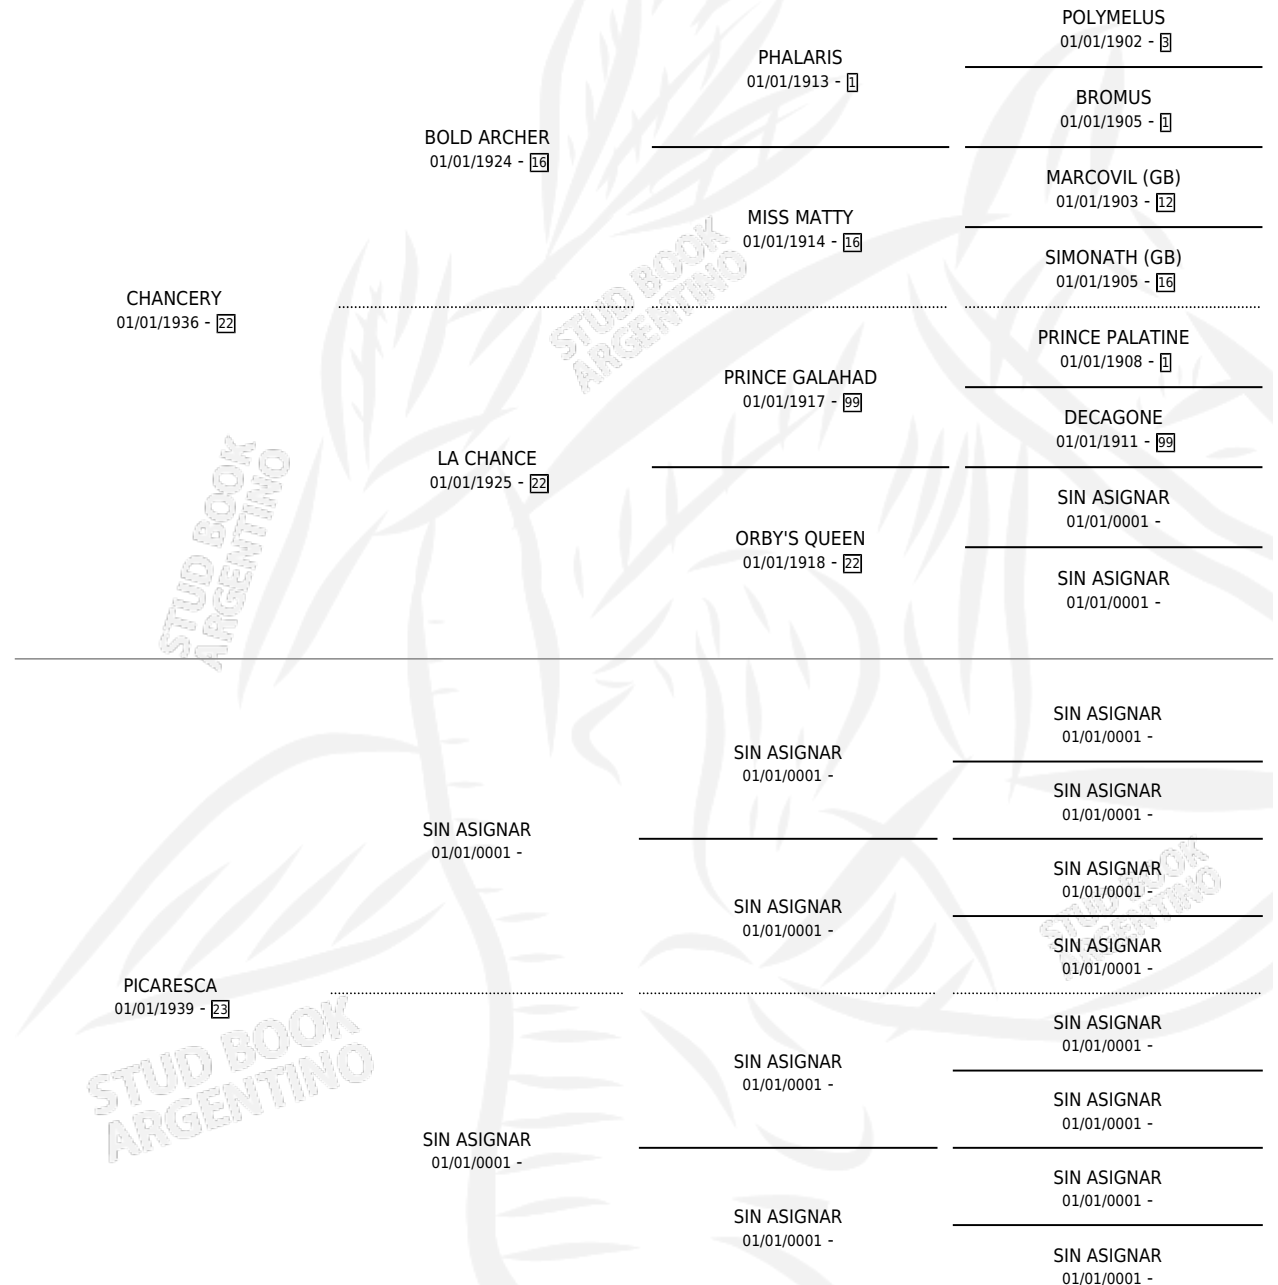 POLYMELUS
01/01/1902 - 3
PHALARIS
01/01/1913 - 1
BROMUS
01/01/1905 - 1
BOLD ARCHER
01/01/1924 - 16
MARCOVIL (GB)
01/01/1903 - 12
MISS MATTY
01/01/1914 - 16
SIMONATH (GB)
01/01/1905 - 16
CHANCERY
01/01/1936 - 22
STUD BOOK
ARGENTINO
PRINCE PALATINE
01/01/1908 - 1
PRINCE GALAHAD
01/01/1917 - 99
DECAGONE
01/01/1911 - 99
LA CHANCE
01/01/1925 - 22
SIN ASIGNAR
01/01/0001 -
ORBY'S QUEEN
01/01/1918 - 22
SIN ASIGNAR
01/01/0001 -
STUD BOOK
ARGENTINO
SIN ASIGNAR
01/01/0001 -
SIN ASIGNAR
01/01/0001 -
SIN ASIGNAR
01/01/0001 -
SIN ASIGNAR
01/01/0001 -
SIN ASIGNAR
01/01/0001 -
SIN ASIGNAR
01/01/0001 -
SIN ASIGNAR
01/01/0001 -
STUD BOOK
ARGENTINO
PICARESCA
01/01/1939 - 23
SIN ASIGNAR
01/01/0001 -
SIN ASIGNAR
01/01/0001 -
SIN ASIGNAR
01/01/0001 -
SIN ASIGNAR
01/01/0001 -
SIN ASIGNAR
01/01/0001 -
SIN ASIGNAR
01/01/0001 -
SIN ASIGNAR
01/01/0001 -
STUD BOOK
ARGENTINO